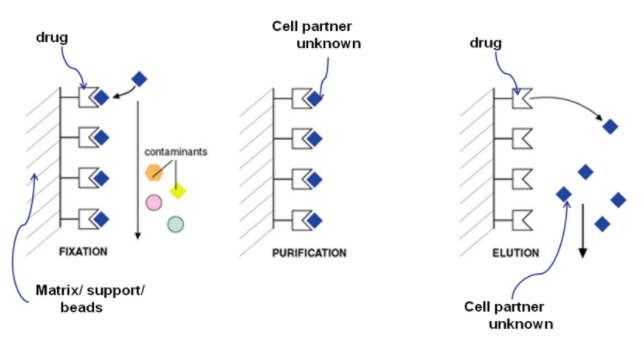 drug
Cell partner
unknown
drug
contaminants
FIXATION
PURIFICATION
ELUTION
Matrix/ support/
beads
Cell partner
unknown